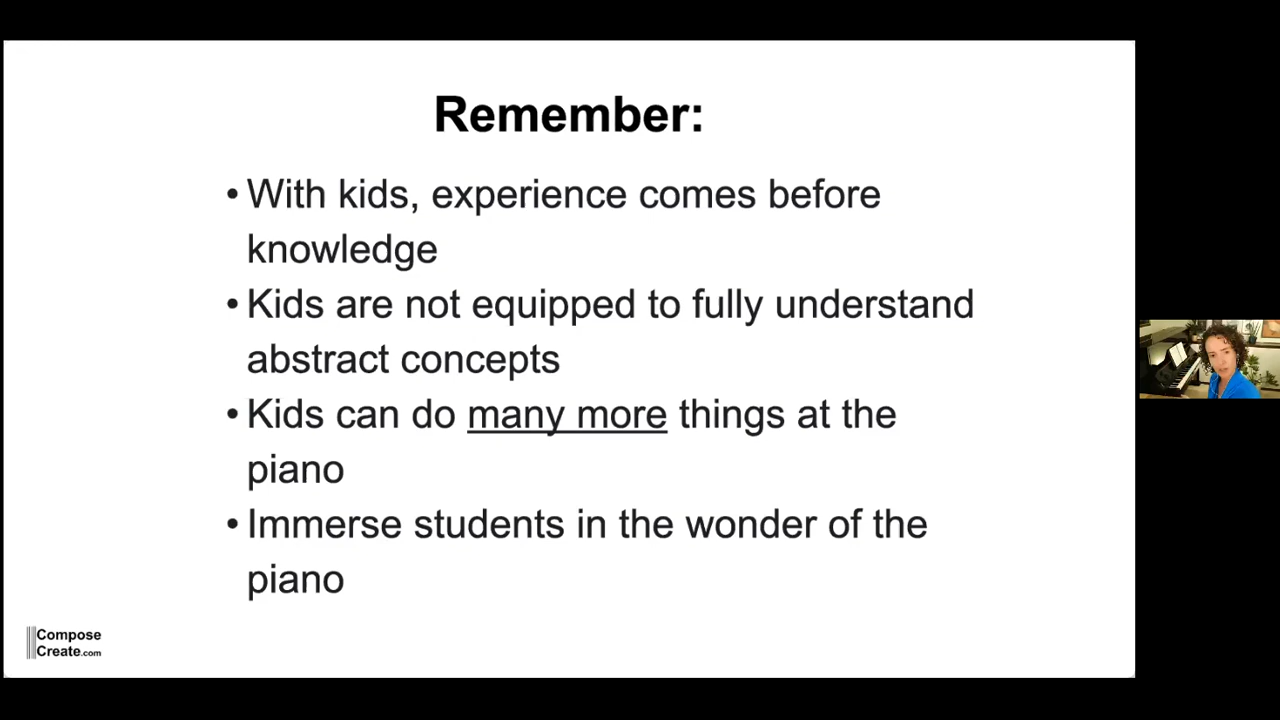 Remember:
• With kids, experience comes before
knowledge
• Kids are not equipped to fully understand
abstract concepts
• Kids can do many more things at the
piano
• Immerse students in the wonder of the
piano
Compose
Create.com